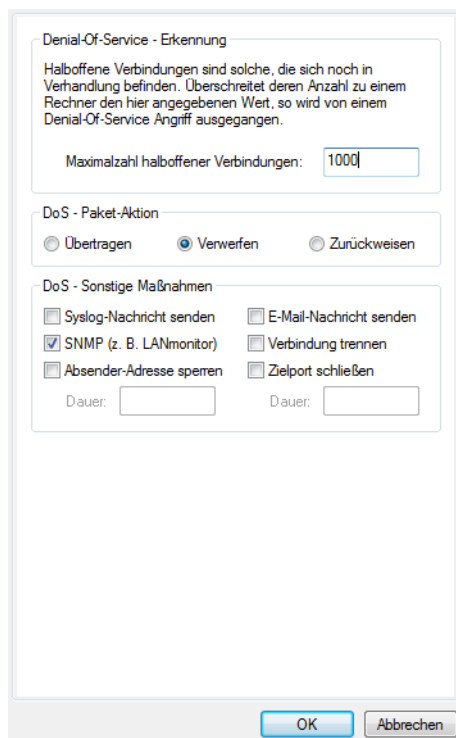 Denial-Of-Service - Erkennung
Halboffene Verbindungen sind solche, die sich noch in
Verhandlung befinden. Überschreitet deren Anzahl zu einem
Rechner den hier angegebenen Wert, so wird von einem
Denial-Of-Service Angriff ausgegangen.
Maximalzahl halboffener Verbindungen: 1000
DoS - Paket-Aktion
Übertragen Verwerfen Zurückweisen
DoS - Sonstige Maßnahmen
Syslog-Nachricht senden E-Mail-Nachricht senden
SNMP (z. B. LANmonitor) Verbindung trennen
Absender-Adresse sperren Zielport schließen
Dauer: Dauer:
OK Abbrechen